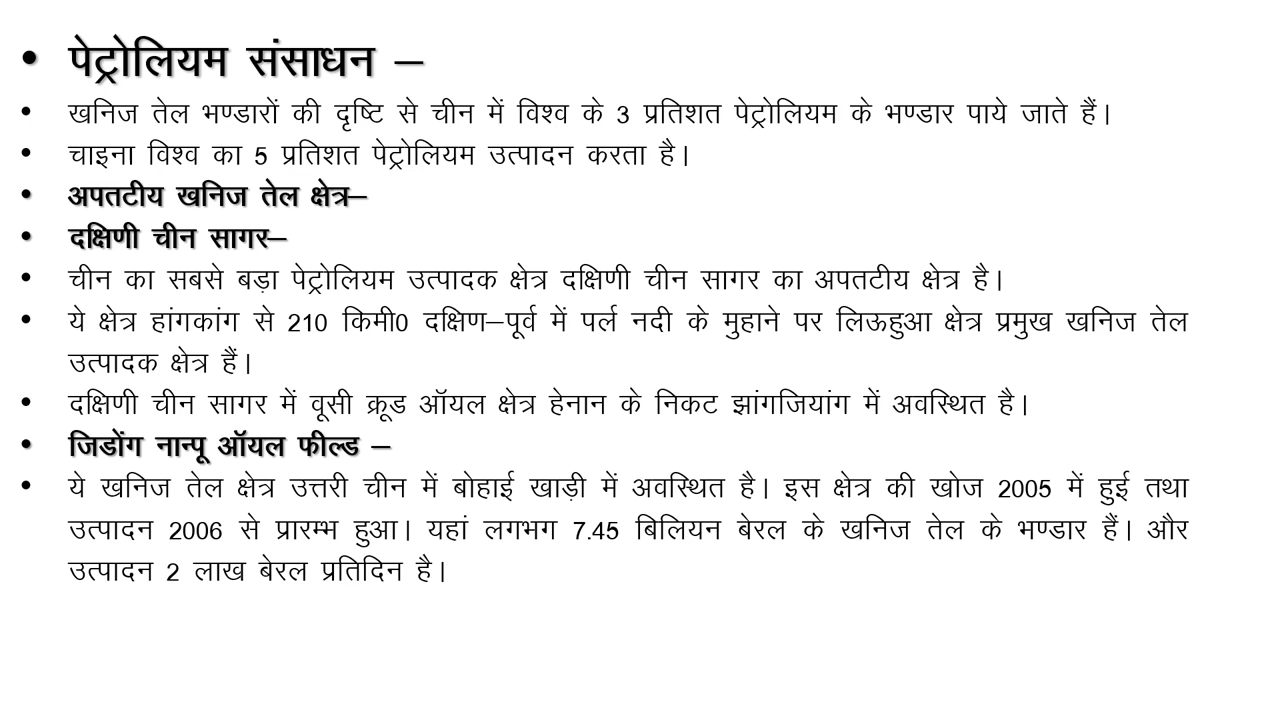 • पेट्रोलियम संसाधन –
• खनिज तेल भण्डारों की दृष्टि से चीन में विश्व के 3 प्रतिशत पेट्रोलियम के भण्डार पाये जाते हैं।
• चाइना विश्व का 5 प्रतिशत पेट्रोलियम उत्पादन करता है।
• अपतटीय खनिज तेल क्षेत्र–
• दक्षिणी चीन सागर–
• चीन का सबसे बड़ा पेट्रोलियम उत्पादक क्षेत्र दक्षिणी चीन सागर का अपतटीय क्षेत्र है।
• ये क्षेत्र हांगकांग से 210 किमी0 दक्षिण–पूर्व में पर्ल नदी के मुहाने पर लिऊहुआ क्षेत्र प्रमुख खनिज तेल
उत्पादक क्षेत्र हैं।
• दक्षिणी चीन सागर में वूसी क्रूड ऑयल क्षेत्र हेनान के निकट झांगजियांग में अवस्थित है।
• जिडोंग नान्पू ऑयल फील्ड –
• ये खनिज तेल क्षेत्र उत्तरी चीन में बोहाई खाड़ी में अवस्थित है। इस क्षेत्र की खोज 2005 में हुई तथा
उत्पादन 2006 से प्रारम्भ हुआ। यहां लगभग 7.45 बिलियन बेरल के खनिज तेल के भण्डार हैं। और
उत्पादन 2 लाख बेरल प्रतिदिन है।